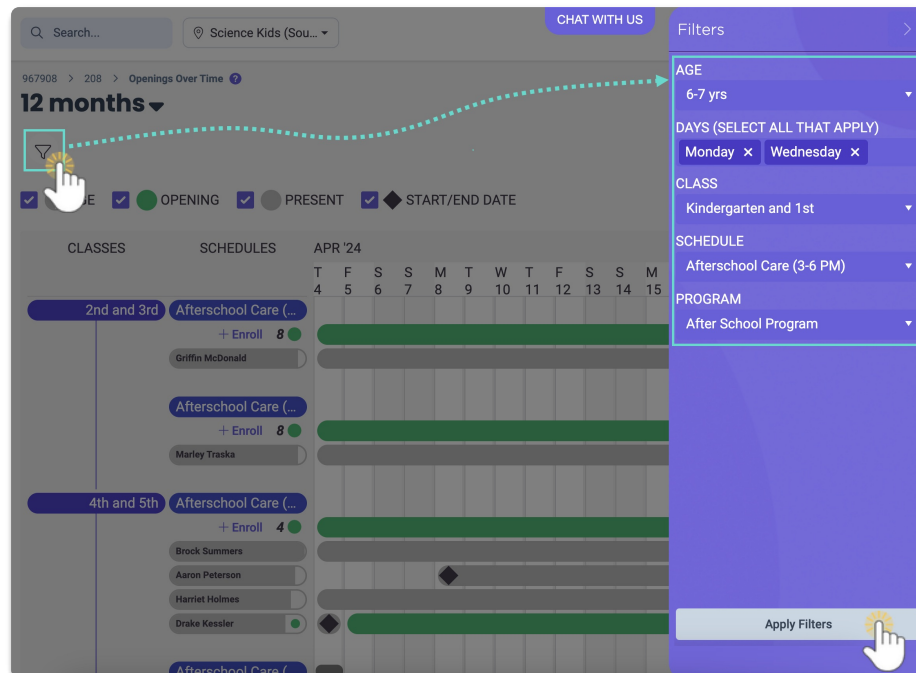 Search...
Science Kids (Sou...
CHAT WITH US
Filters
967908 > 208 > Openings Over Time ?
12 months
OPENING
PRESENT
START/END DATE
AGE
6-7 yrs
DAYS (SELECT ALL THAT APPLY)
Monday ×
Wednesday ×
CLASS
Kindergarten and 1st
SCHEDULE
Afterschool Care (3-6 PM)
PROGRAM
After School Program
Apply Filters
CLASSES
SCHEDULES
APR '24
T F S S M T W T F S S M
4 5 6 7 8 9 10 11 12 13 14 15
2nd and 3rd
Afterschool Care (...
+ Enroll 8
Griffin McDonald
Afterschool Care (...
+ Enroll 8
Marley Traska
4th and 5th
Afterschool Care (...
+ Enroll 4
Brock Summers
Aaron Peterson
Harriet Holmes
Drake Kessler
Afterschool Care (...